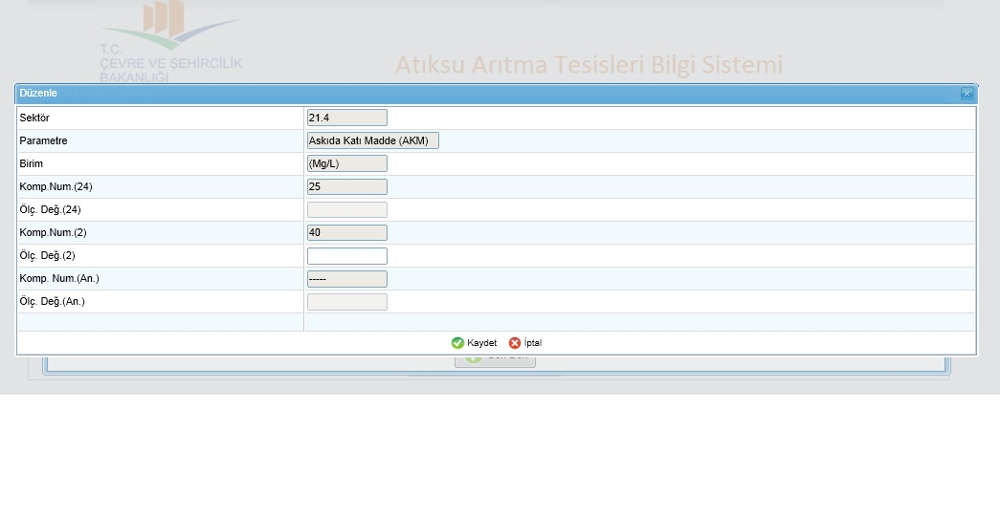 T.C.
ÇEVRE VE ŞEHİRCİLİK
BAKANLIĞI
Atıksu Arıtma Tesisleri Bilgi Sistemi
Düzenle
Sektör 21.4
Parametre Askıda Katı Madde (AKM)
Birim (Mg/L)
Komp.Num.(24) 25
Ölç. Değ.(24)
Komp.Num.(2) 40
Ölç. Değ.(2)
Komp. Num.(An.) -----
Ölç. Değ.(An.)
Kaydet İptal